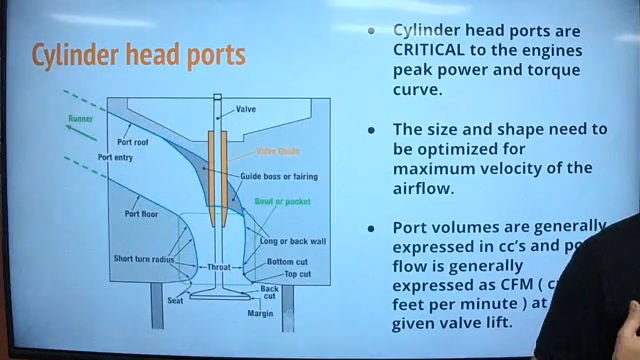 Cylinder head ports
Runner
Port roof
Port entry
Port floor
Short turn radius
Seat
Throat
Valve
Valve Guide
Guide boss or fairing
Bowl or pocket
Long or back wall
Bottom cut
Top cut
Back
cut
Margin
• Cylinder head ports are
CRITICAL to the engines
peak power and torque
curve.
• The size and shape need to
be optimized for
maximum velocity of the
airflow.
• Port volumes are generally
expressed in cc's and
flow is generally
expressed as CFM (
feet per minute ) at
given valve lift.